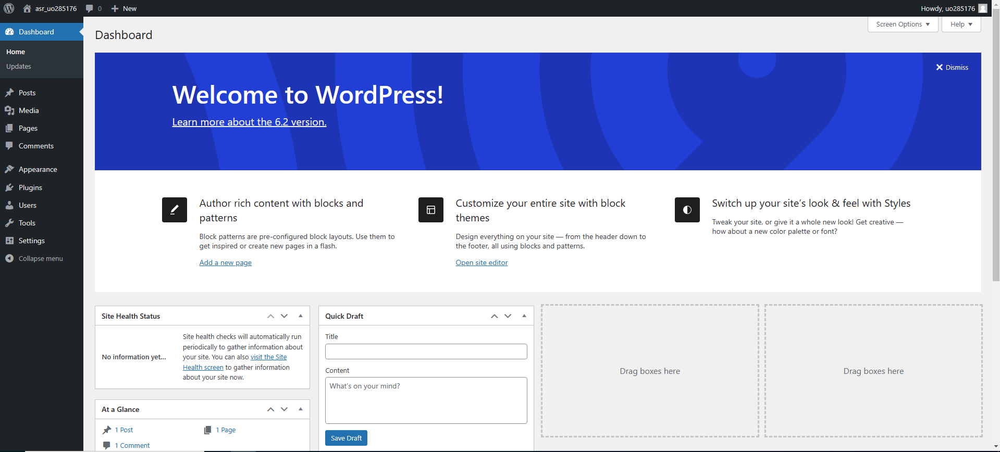 asr_uo285176
0
New
Howdy, uo285176
Dashboard
Home
Updates
Posts
Media
Pages
Comments
Appearance
Plugins
Users
Tools
Settings
Collapse menu
Screen Options
Help
Dashboard
Dismiss
Welcome to WordPress!
Learn more about the 6.2 version.
Author rich content with blocks and
patterns
Block patterns are pre-configured block layouts. Use them to
get inspired or create new pages in a flash.
Add a new page
Customize your entire site with block
themes
Design everything on your site — from the header down to
the footer, all using blocks and patterns.
Open site editor
Switch up your site’s look & feel with Styles
Tweak your site, or give it a whole new look! Get creative —
how about a new color palette or font?
Site Health Status
No information yet…
Site health checks will automatically run
periodically to gather information about
your site. You can also visit the Site
Health screen to gather information
about your site now.
At a Glance
1 Post
1 Page
1 Comment
Quick Draft
Title
Content
What’s on your mind?
Save Draft
Drag boxes here
Drag boxes here